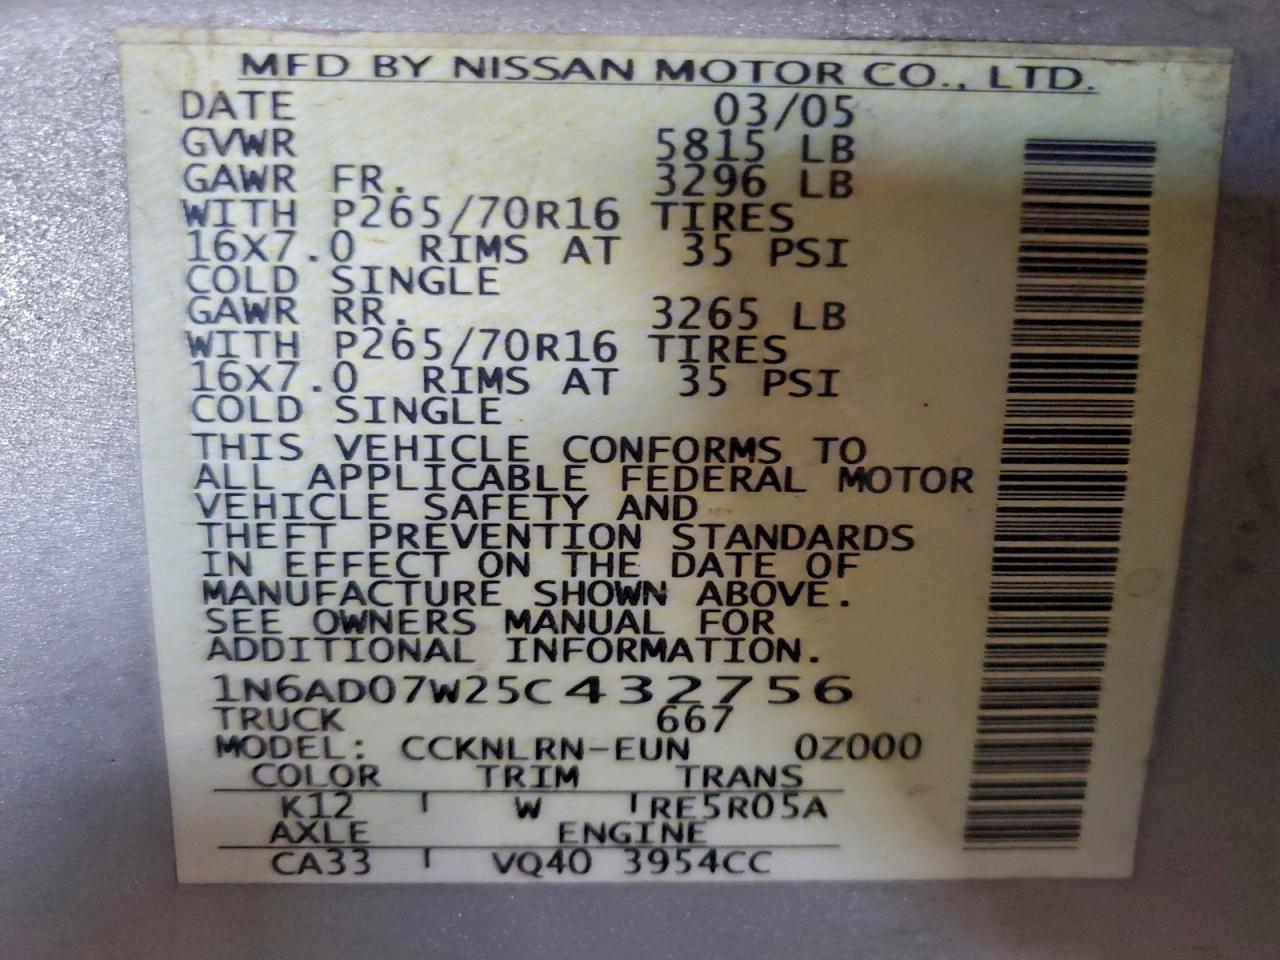 MFD BY NISSAN MOTOR CO., LTD.
DATE 03/05
GVWR 5815 LB
GAWR FR. 3296 LB
WITH P265/70R16 TIRES
16X7.0 RIMS AT 35 PSI
COLD SINGLE
GAWR RR. 3265 LB
WITH P265/70R16 TIRES
16X7.0 RIMS AT 35 PSI
COLD SINGLE
THIS VEHICLE CONFORMS TO
ALL APPLICABLE FEDERAL MOTOR
VEHICLE SAFETY AND
THEFT PREVENTION STANDARDS
IN EFFECT ON THE DATE OF
MANUFACTURE SHOWN ABOVE.
SEE OWNERS MANUAL FOR
ADDITIONAL INFORMATION.
1N6AD07W25C432756
TRUCK 667
MODEL: CCKNLRN-EUN 0Z000
COLOR TRIM TRANS
K12 W RE5R05A
AXLE ENGINE
CA33 VQ40 3954CC